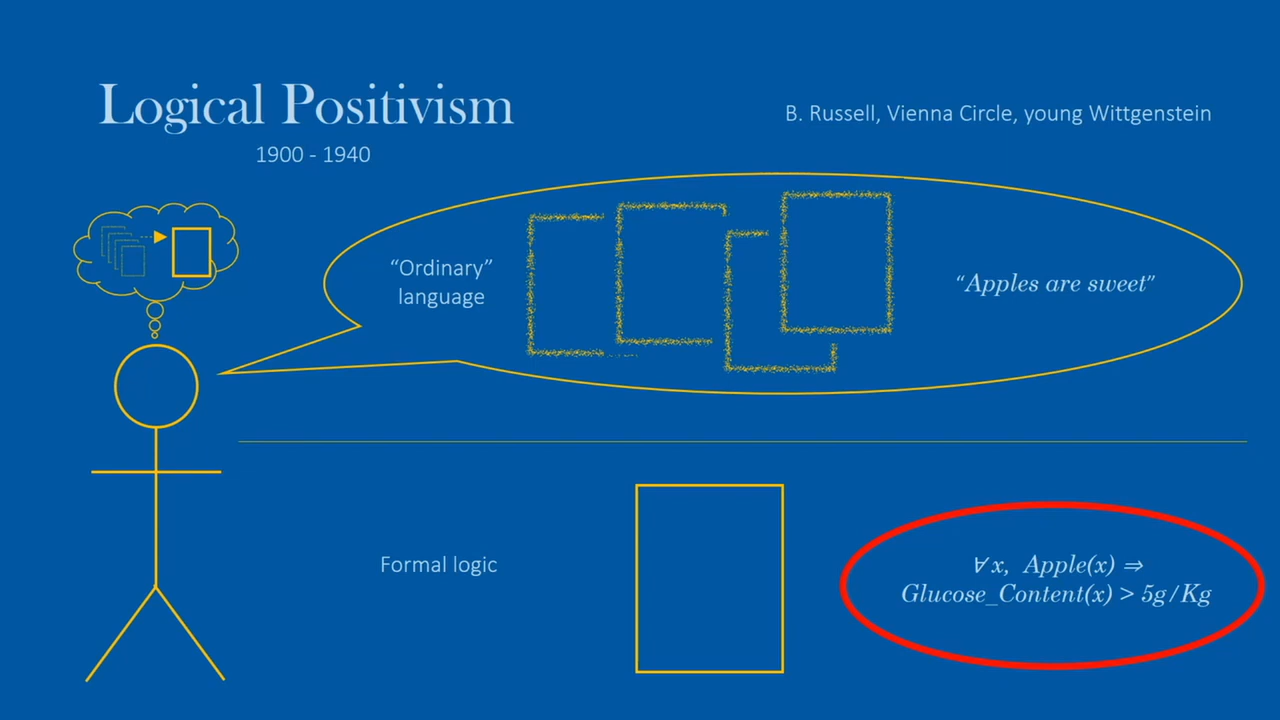 Logical Positivism
B. Russell, Vienna Circle, young Wittgenstein
1900 - 1940
“Ordinary”
language
“Apples are sweet”
Formal logic
∀ x, Apple(x) ⇒
Glucose_Content(x) > 5g/Kg